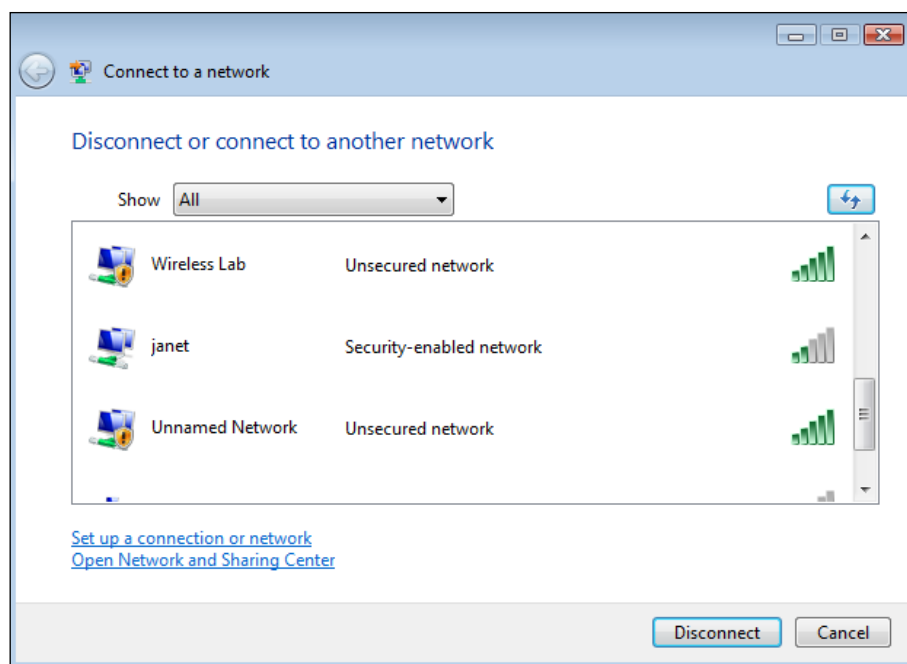 Connect to a network
Disconnect or connect to another network
Show All
Wireless Lab Unsecured network
janet Security-enabled network
Unnamed Network Unsecured network
Set up a connection or network
Open Network and Sharing Center
Disconnect Cancel